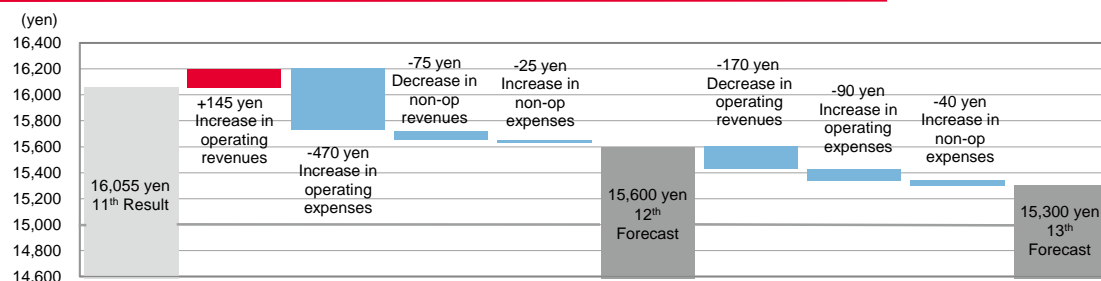 (yen)
16,400
16,200
16,000
15,800
15,600
15,400
15,200
15,000
14,800
14,600
16,055 yen
11th Result
+145 yen
Increase in
operating
revenues
-470 yen
Increase in
operating
expenses
-75 yen
Decrease in
non-op
revenues
-25 yen
Increase in
non-op
expenses
15,600 yen
12th
Forecast
-170 yen
Decrease in
operating
revenues
-90 yen
Increase in
operating
expenses
-40 yen
Increase in
non-op
expenses
15,300 yen
13th
Forecast